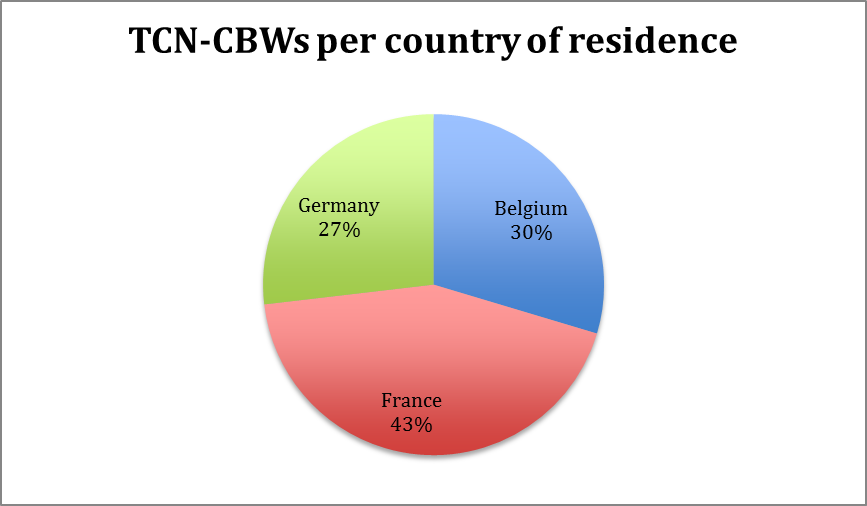 TCN-CBWs per country of residence
Germany
27%
Belgium
30%
France
43%